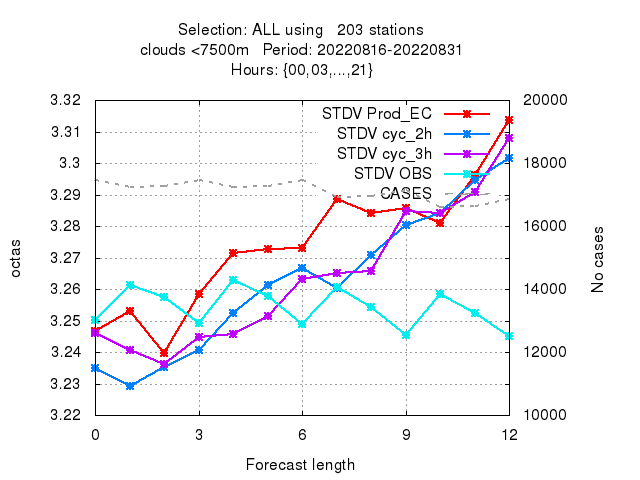 Selection: ALL using   203 stations
clouds <7500m   Period: 20220816-20220831
Hours: {00,03,...,21}
STDV Prod_EC
STDV cyc_2h
STDV cyc_3h
STDV OBS
CASES
octas
3.32
3.31
3.3
3.29
3.28
3.27
3.26
3.25
3.24
3.23
3.22
20000
18000
16000
14000
12000
10000
No cases
0 3 6 9 12
Forecast length